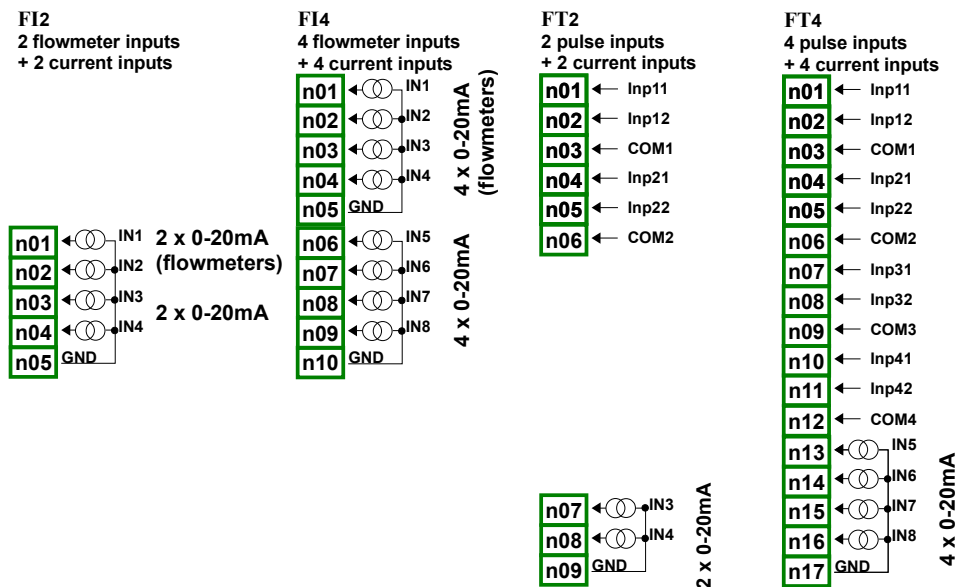 FI2
2 flowmeter inputs
+ 2 current inputs
n01 IN1
n02 IN2
n03 IN3
n04 IN4
n05 GND
2 x 0-20mA
(flowmeters)
2 x 0-20mA
FI4
4 flowmeter inputs
+ 4 current inputs
n01 IN1
n02 IN2
n03 IN3
n04 IN4
n05 GND
4 x 0-20mA
(flowmeters)
n06 IN5
n07 IN6
n08 IN7
n09 IN8
n10 GND
4 x 0-20mA
FT2
2 pulse inputs
+ 2 current inputs
n01 Inp11
n02 Inp12
n03 COM1
n04 Inp21
n05 Inp22
n06 COM2
n07 IN3
n08 IN4
n09 GND
2 x 0-20mA
FT4
4 pulse inputs
+ 4 current inputs
n01 Inp11
n02 Inp12
n03 COM1
n04 Inp21
n05 Inp22
n06 COM2
n07 Inp31
n08 Inp32
n09 COM3
n10 Inp41
n11 Inp42
n12 COM4
n13 IN5
n14 IN6
n15 IN7
n16 IN8
n17 GND
4 x 0-20mA